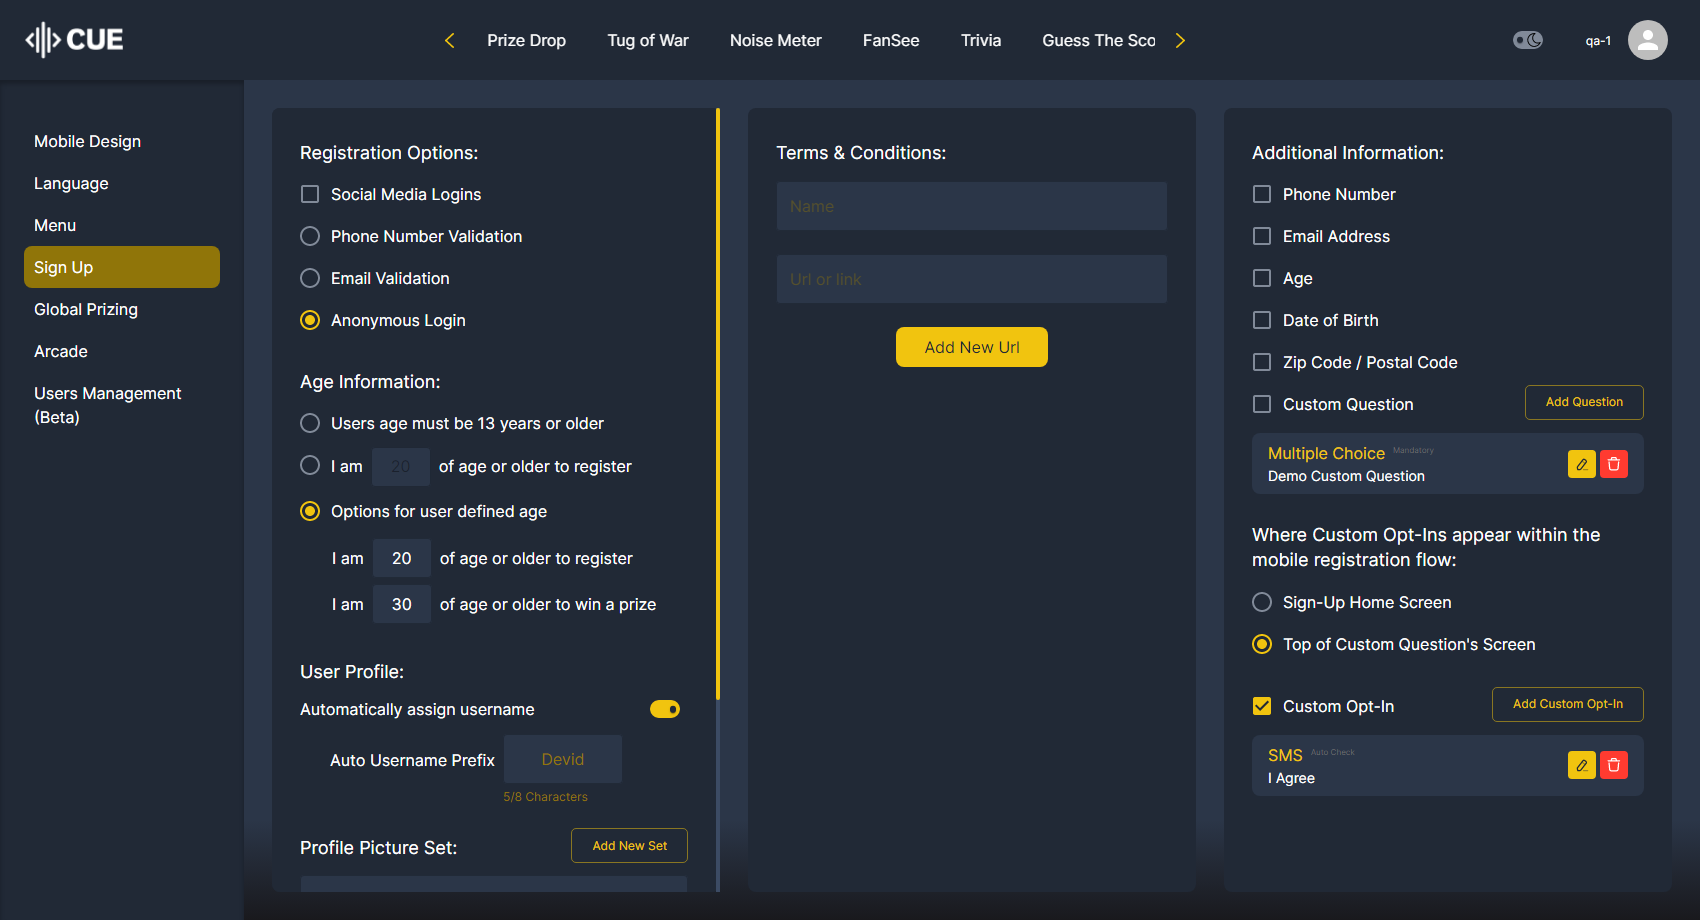 CUE
Prize Drop
Tug of War
Noise Meter
FanSee
Trivia
Guess The Sco
qa-1
Mobile Design
Language
Menu
Sign Up
Global Prizing
Arcade
Users Management
(Beta)
Registration Options:
Social Media Logins
Phone Number Validation
Email Validation
Anonymous Login
Age Information:
Users age must be 13 years or older
I am 20 of age or older to register
Options for user defined age
I am 20 of age or older to register
I am 30 of age or older to win a prize
User Profile:
Automatically assign username
Auto Username Prefix Devid
5/8 Characters
Profile Picture Set: Add New Set
Terms & Conditions:
Name
Url or link
Add New Url
Additional Information:
Phone Number
Email Address
Age
Date of Birth
Zip Code / Postal Code
Custom Question Add Question
Multiple Choice Mandatory
Demo Custom Question
Where Custom Opt-Ins appear within the
mobile registration flow:
Sign-Up Home Screen
Top of Custom Question's Screen
Custom Opt-In Add Custom Opt-In
SMS Auto Check
I Agree